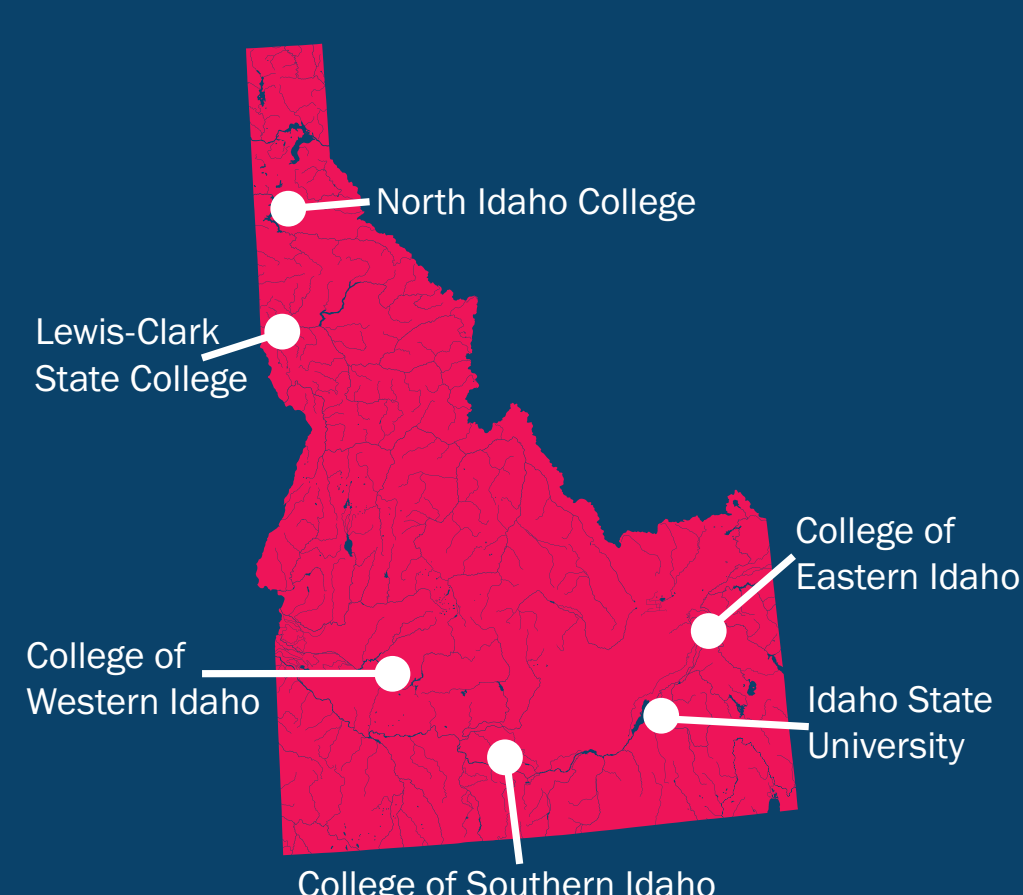 North Idaho College
Lewis-Clark
State College
College of
Eastern Idaho
College of
Western Idaho
Idaho State
University
College of Southern Idaho